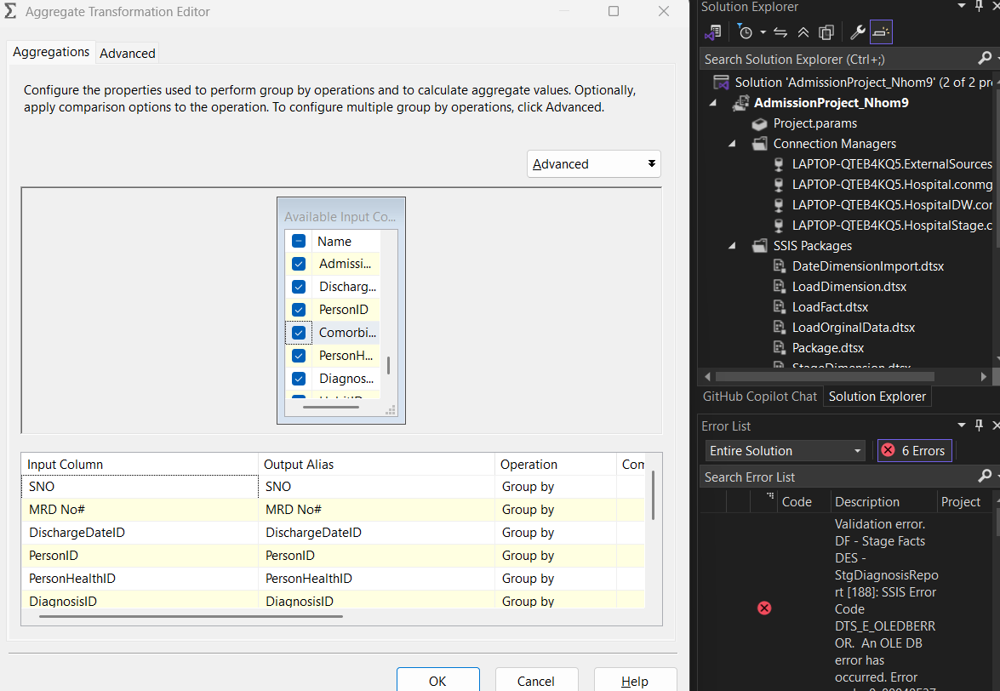 Aggregate Transformation Editor
Aggregations
Advanced
Configure the properties used to perform group by operations and to calculate aggregate values. Optionally,
apply comparison options to the operation. To configure multiple group by operations, click Advanced.
Advanced
Available Input Co...
Name
Admissi...
Discharg...
PersonID
Comorbi...
PersonH...
Diagnos...
Input Column Output Alias Operation Com
SNO SNO Group by
MRD No# MRD No# Group by
DischargeDateID DischargeDateID Group by
PersonID PersonID Group by
PersonHealthID PersonHealthID Group by
DiagnosisID DiagnosisID Group by
OK Cancel Help
Solution Explorer
Search Solution Explorer (Ctrl+;)
Solution 'AdmissionProject_Nhom9' (2 of 2 pr
AdmissionProject_Nhom9
Project.params
Connection Managers
LAPTOP-QTEB4KQ5.ExternalSources
LAPTOP-QTEB4KQ5.Hospital.conmg
LAPTOP-QTEB4KQ5.HospitalDW.cor
LAPTOP-QTEB4KQ5.HospitalStage.c
SSIS Packages
DateDimensionImport.dtsx
LoadDimension.dtsx
LoadFact.dtsx
LoadOrginalData.dtsx
Package.dtsx
StageDimension.dtsx
GitHub Copilot Chat Solution Explorer
Error List
Entire Solution
6 Errors
Search Error List
Code Description Project
Validation error.
DF - Stage Facts
DES -
StgDiagnosisRepo
rt [188]: SSIS Error
Code
DTS_E_OLEDBERR
OR. An OLE DB
error has
occurred. Error